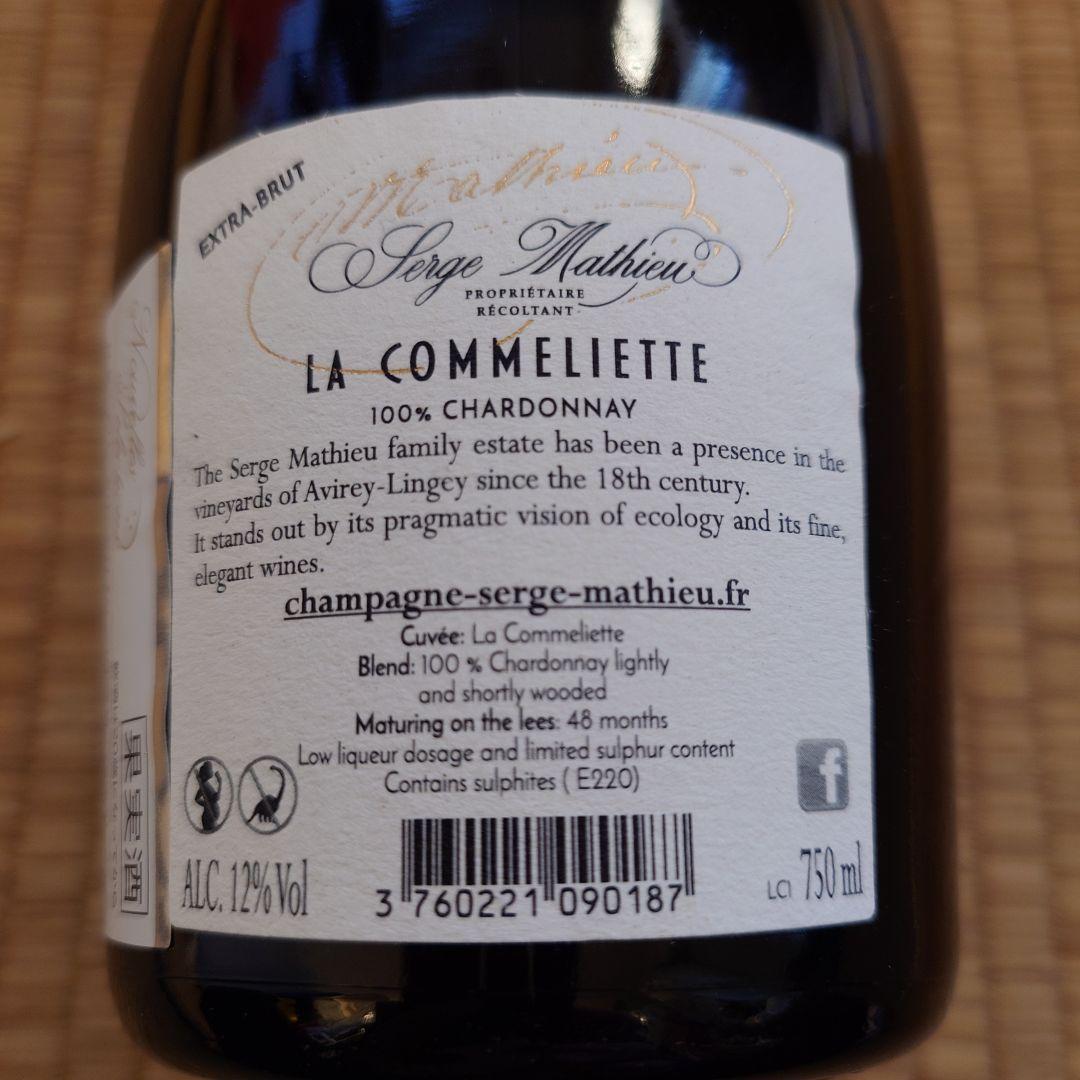 Mathieu
EXTRA-BRUT
Serge Mathieu
PROPRIÉTAIRE
RÉCOLTANT
LA COMMELIETTE
100% CHARDONNAY
The Serge Mathieu family estate has been a presence in the
vineyards of Avirey-Lingey since the 18th century.
It stands out by its pragmatic vision of ecology and its fine,
elegant wines.
champagne-serge-mathieu.fr
Cuvée: La Commeliette
Blend: 100 % Chardonnay lightly
and shortly wooded
Maturing on the lees: 48 months
Low liqueur dosage and limited sulphur content
Contains sulphites ( E220)
f
ALC. 12% Vol
3 760221 090187
LCI 750 ml
果実酒